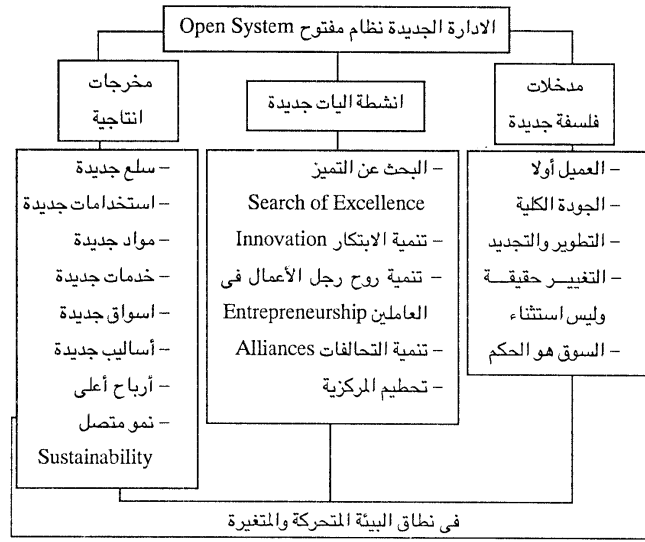 الادارة الجديدة نظام مفتوح Open System
مدخلات
فلسفة جديدة
– العميل أولا
– الجودة الكلية
– التطوير والتجديد
– التغييـر حقيقـــة
وليس استثناء
– السوق هو الحكم
انشطة اليات جديدة
– البحث عن التميز
Search of Excellence
– تنمية الابتكار Innovation
– تنمية روح رجل الأعمال فى
العاملين Entrepreneurship
– تنمية التحالفات Alliances
– تحطيم المركزية
مخرجات
انتاجية
– سلع جديدة
– استخدامات جديدة
– مواد جديدة
– خدمات جديدة
– اسواق جديدة
– أساليب جديدة
– أرباح أعلى
– نمو متصل
Sustainability
فى نطاق البيئة المتحركة والمتغيرة